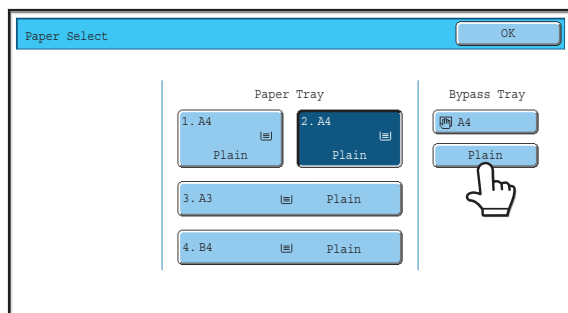 Paper Select
OK
Paper Tray
Bypass Tray
1. A4
Plain
2. A4
Plain
A4
Plain
3. A3 Plain
4. B4 Plain